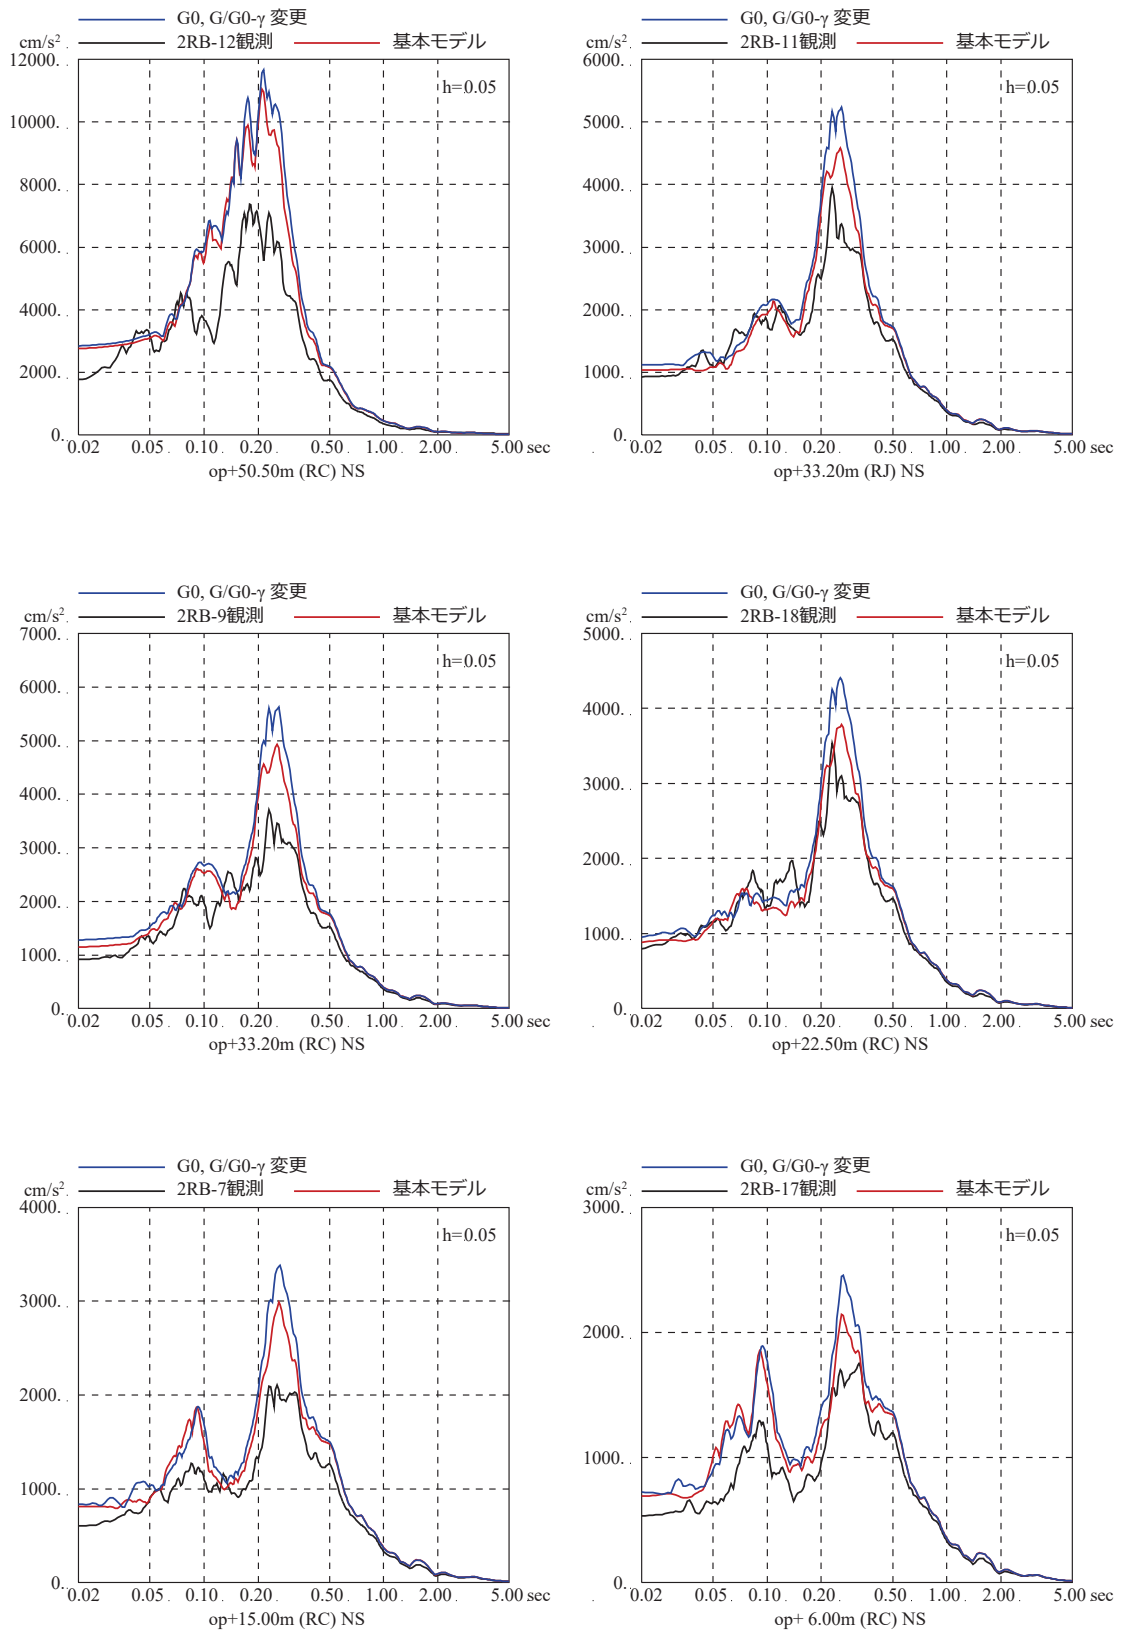 G0, G/G0-γ 変更
cm/s² 2RB-12観測 基本モデル
12000.
h=0.05
10000.
8000.
6000.
4000.
2000.
0.
0.02 0.05 0.10 0.20 0.50 1.00 2.00 5.00 sec
op+50.50m (RC) NS
G0, G/G0-γ 変更
cm/s² 2RB-11観測 基本モデル
6000.
h=0.05
5000.
4000.
3000.
2000.
1000.
0.
0.02 0.05 0.10 0.20 0.50 1.00 2.00 5.00 sec
op+33.20m (RJ) NS
G0, G/G0-γ 変更
cm/s² 2RB-9観測 基本モデル
7000.
h=0.05
6000.
5000.
4000.
3000.
2000.
1000.
0.
0.02 0.05 0.10 0.20 0.50 1.00 2.00 5.00 sec
op+33.20m (RC) NS
G0, G/G0-γ 変更
cm/s² 2RB-18観測 基本モデル
5000.
h=0.05
4000.
3000.
2000.
1000.
0.
0.02 0.05 0.10 0.20 0.50 1.00 2.00 5.00 sec
op+22.50m (RC) NS
G0, G/G0-γ 変更
cm/s² 2RB-7観測 基本モデル
4000.
h=0.05
3000.
2000.
1000.
0.
0.02 0.05 0.10 0.20 0.50 1.00 2.00 5.00 sec
op+15.00m (RC) NS
G0, G/G0-γ 変更
cm/s² 2RB-17観測 基本モデル
3000.
h=0.05
2000.
1000.
0.
0.02 0.05 0.10 0.20 0.50 1.00 2.00 5.00 sec
op+ 6.00m (RC) NS